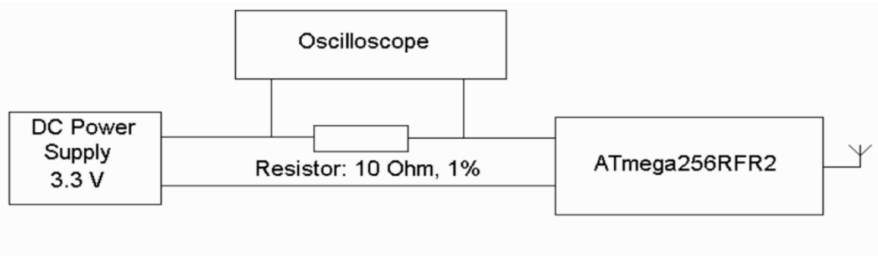 Oscilloscope
DC Power
Supply
3.3 V
Resistor: 10 Ohm, 1%
ATmega256RFR2